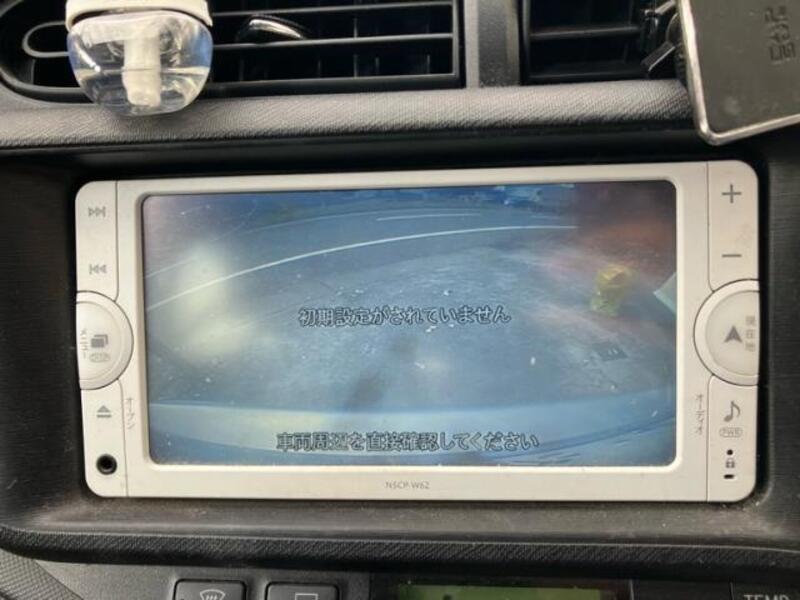 初期設定がされていません
車両周辺を直接確認してください
メニュー
DISP
オープン
現在地
オーディオ
PWR
NSCP-W62
TEMP